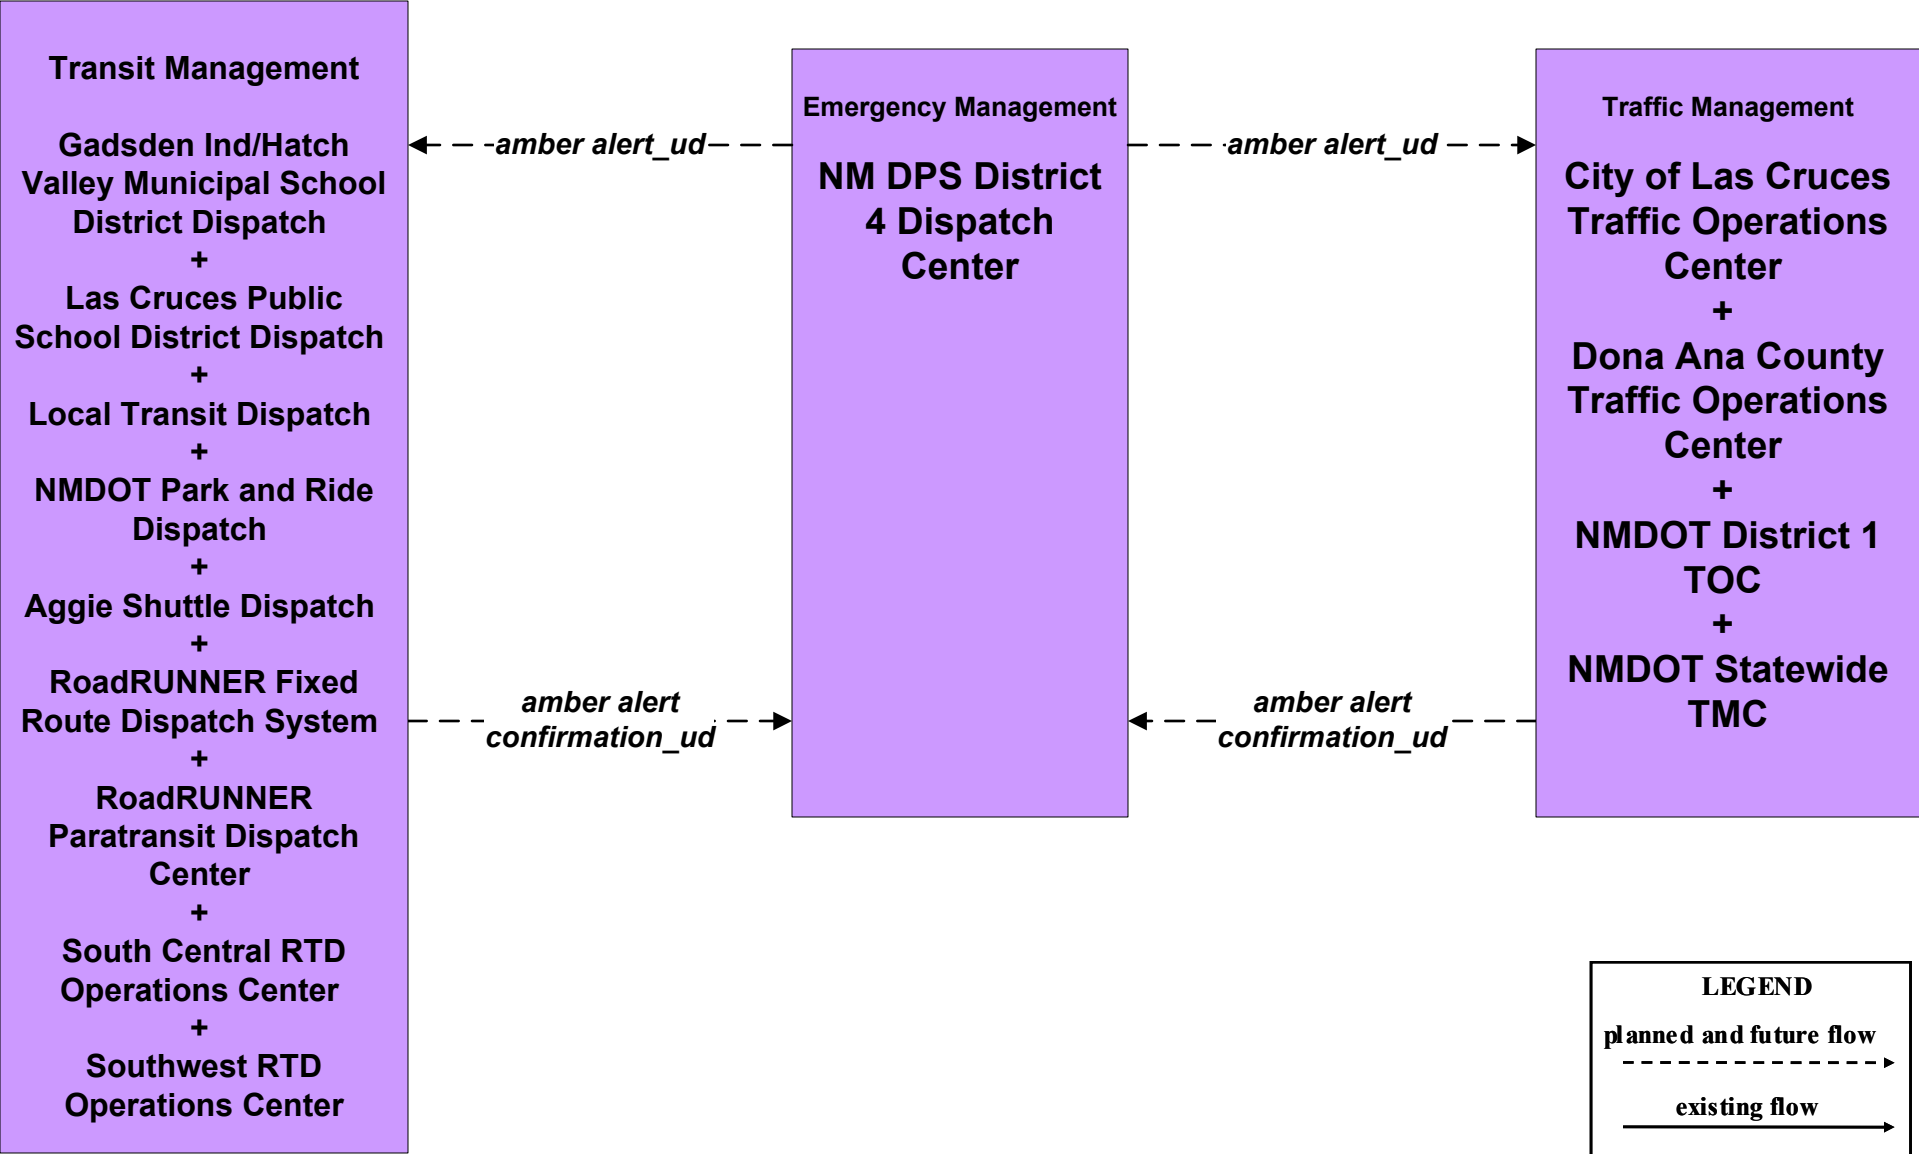 Transit Management
Gadsden Ind/Hatch
Valley Municipal School
District Dispatch
+
Las Cruces Public
School District Dispatch
+
Local Transit Dispatch
+
NMDOT Park and Ride
Dispatch
+
Aggie Shuttle Dispatch
+
RoadRUNNER Fixed
Route Dispatch System
+
RoadRUNNER
Paratransit Dispatch
Center
+
South Central RTD
Operations Center
+
Southwest RTD
Operations Center
amber alert_ud
amber alert
confirmation_ud
Emergency Management
NM DPS District
4 Dispatch
Center
amber alert_ud
amber alert
confirmation_ud
Traffic Management
City of Las Cruces
Traffic Operations
Center
+
Dona Ana County
Traffic Operations
Center
+
NMDOT District 1
TOC
+
NMDOT Statewide
TMC
LEGEND
planned and future flow
existing flow